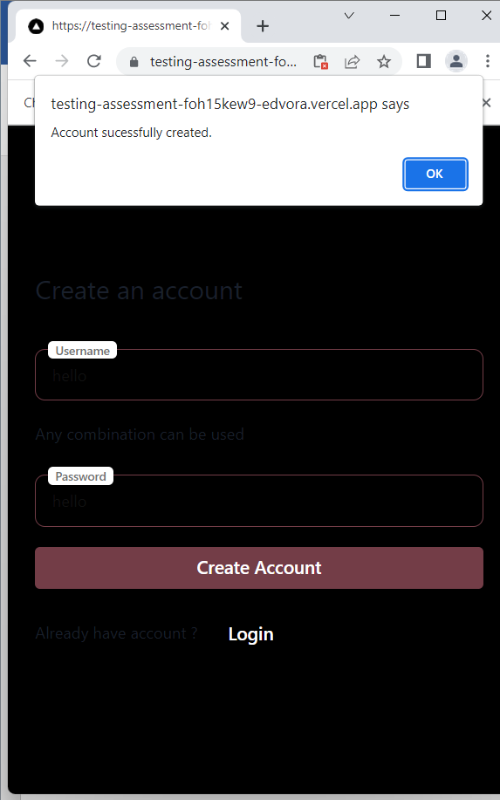 https://testing-assessment-fo
testing-assessment-fo...
Ch
testing-assessment-foh15kew9-edvora.vercel.app says
Account sucessfully created.
OK
Create an account
Username
hello
Any combination can be used
Password
hello
Create Account
Already have account ?
Login